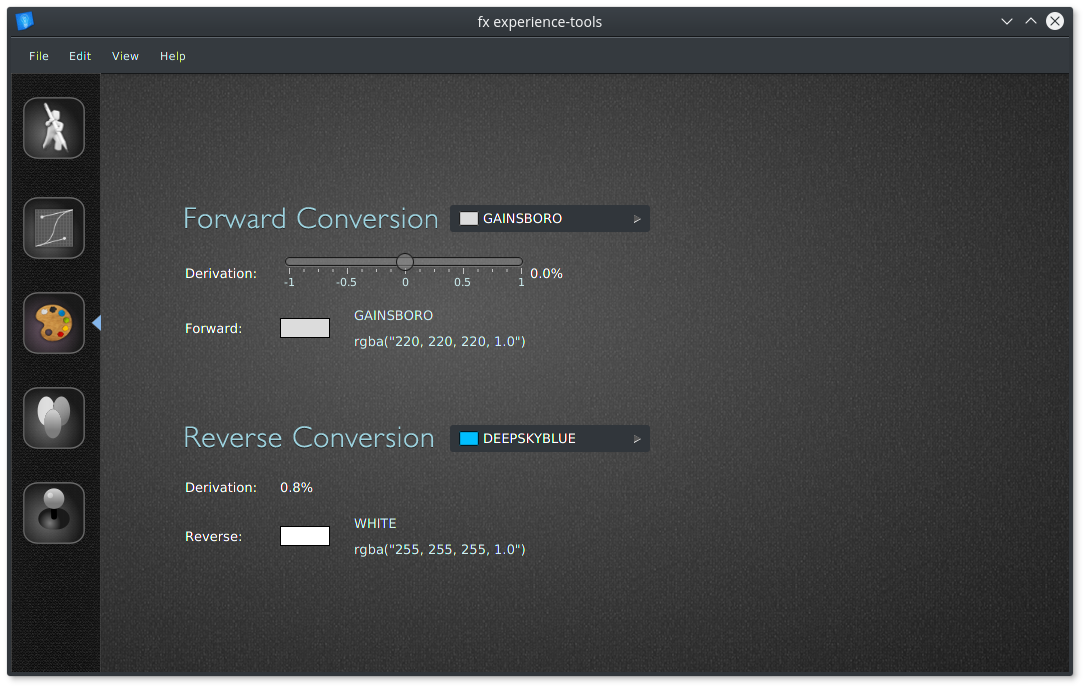 fx experience-tools
File Edit View Help
Forward Conversion GAINSBORO
Derivation: 0.0%
-1 -0.5 0 0.5 1
GAINSBORO
Forward:
rgba("220, 220, 220, 1.0")
Reverse Conversion DEEPSKYBLUE
Derivation: 0.8%
WHITE
Reverse:
rgba("255, 255, 255, 1.0")